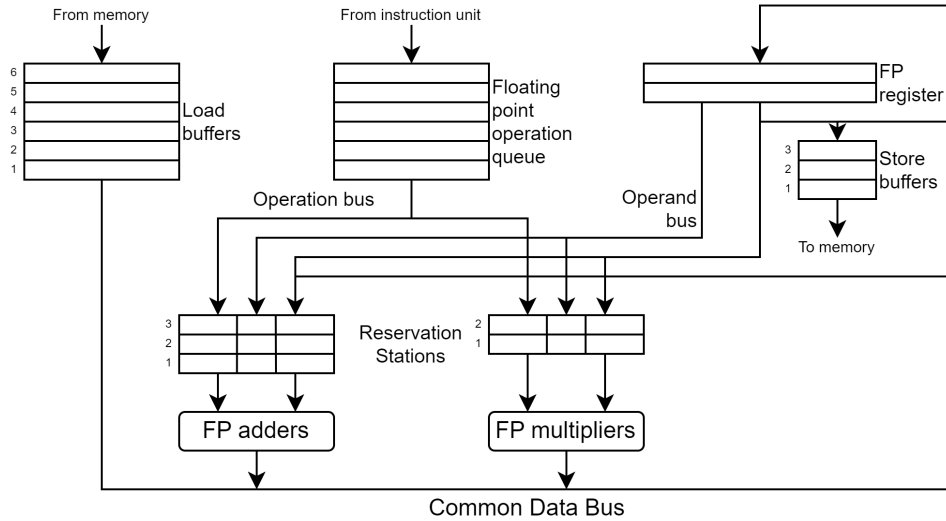 From memory
From instruction unit
6
5
4
3
2
1
Load
buffers
Floating
point
operation
queue
FP
register
3
2
1
Store
buffers
To memory
Operation bus
Operand
bus
3
2
1
Reservation
Stations
2
1
FP adders
FP multipliers
Common Data Bus